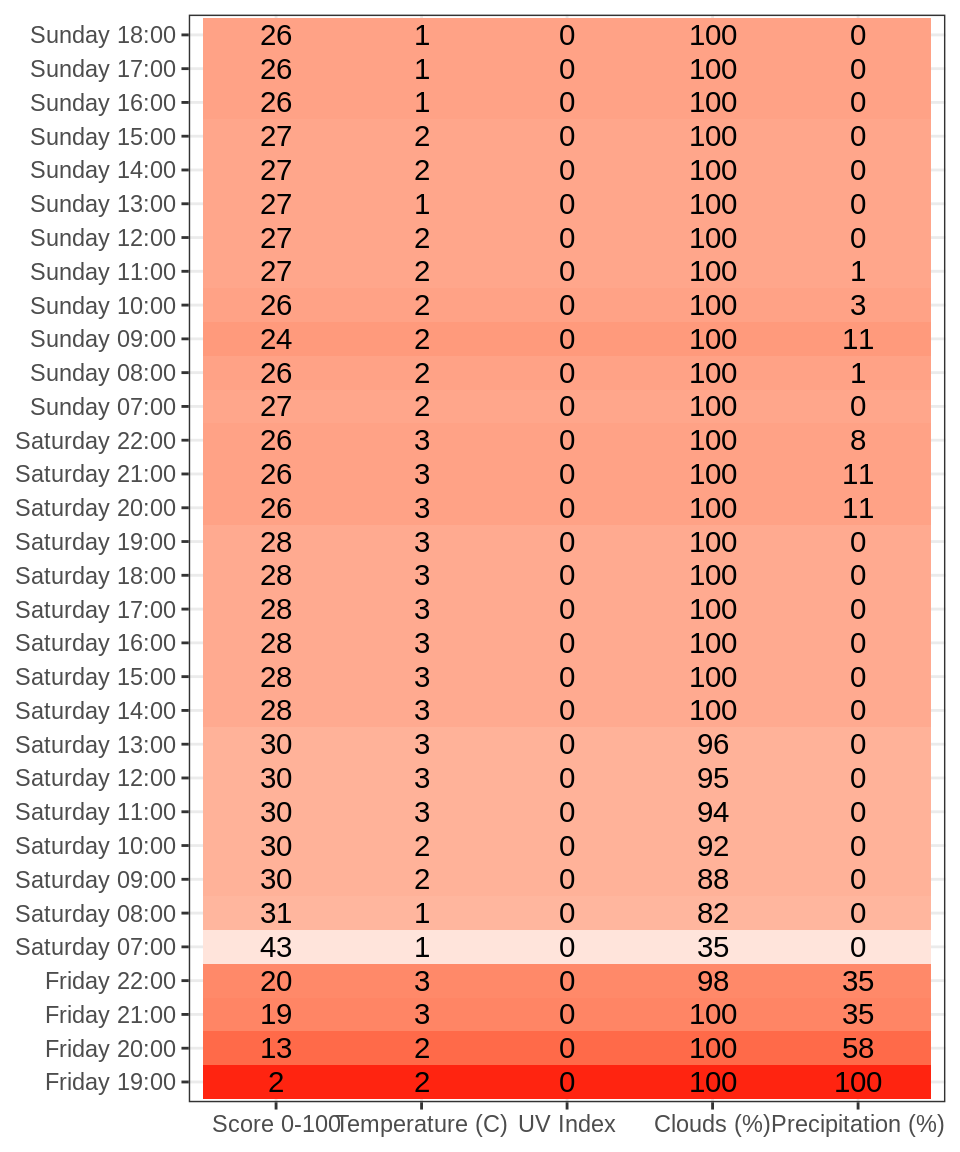 Sunday 18:00 26 1 0 100 0
Sunday 17:00 26 1 0 100 0
Sunday 16:00 26 1 0 100 0
Sunday 15:00 27 2 0 100 0
Sunday 14:00 27 2 0 100 0
Sunday 13:00 27 1 0 100 0
Sunday 12:00 27 2 0 100 0
Sunday 11:00 27 2 0 100 1
Sunday 10:00 26 2 0 100 3
Sunday 09:00 24 2 0 100 11
Sunday 08:00 26 2 0 100 1
Sunday 07:00 27 2 0 100 0
Saturday 22:00 26 3 0 100 8
Saturday 21:00 26 3 0 100 11
Saturday 20:00 26 3 0 100 11
Saturday 19:00 28 3 0 100 0
Saturday 18:00 28 3 0 100 0
Saturday 17:00 28 3 0 100 0
Saturday 16:00 28 3 0 100 0
Saturday 15:00 28 3 0 100 0
Saturday 14:00 28 3 0 100 0
Saturday 13:00 30 3 0 96 0
Saturday 12:00 30 3 0 95 0
Saturday 11:00 30 3 0 94 0
Saturday 10:00 30 2 0 92 0
Saturday 09:00 30 2 0 88 0
Saturday 08:00 31 1 0 82 0
Saturday 07:00 43 1 0 35 0
Friday 22:00 20 3 0 98 35
Friday 21:00 19 3 0 100 35
Friday 20:00 13 2 0 100 58
Friday 19:00 2 2 0 100 100
Score 0-100 Temperature (C) UV Index Clouds (%) Precipitation (%)